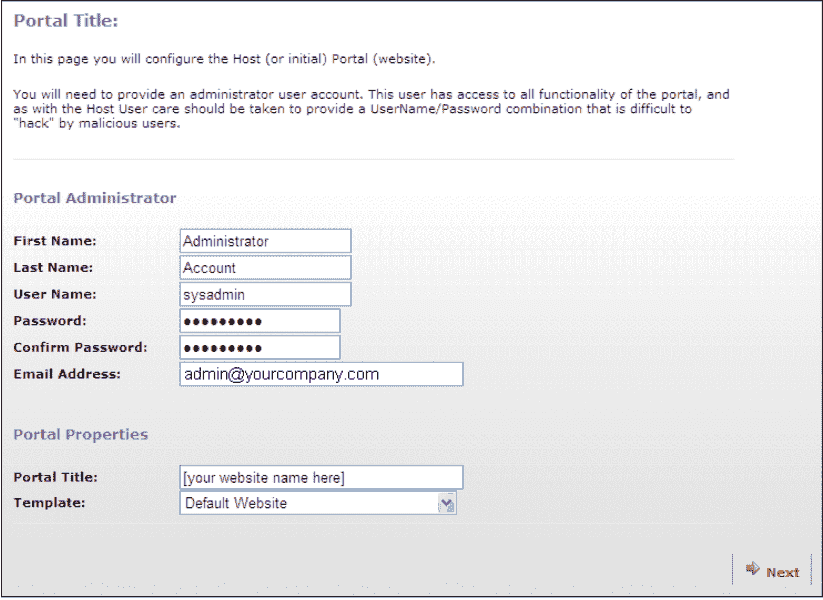 Portal Title:
In this page you will configure the Host (or initial) Portal (website).
You will need to provide an administrator user account. This user has access to all functionality of the portal, and
as with the Host User care should be taken to provide a UserName/Password combination that is difficult to
"hack" by malicious users.
Portal Administrator
First Name: Administrator
Last Name: Account
User Name: sysadmin
Password: •••••••••
Confirm Password: •••••••••
Email Address: admin@yourcompany.com
Portal Properties
Portal Title: [your website name here]
Template: Default Website
Next